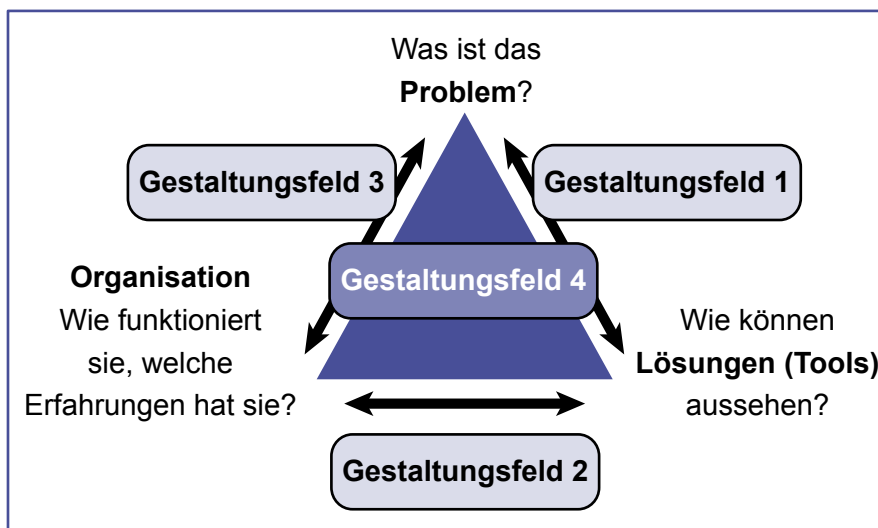 Was ist das
Problem?
Gestaltungsfeld 3
Gestaltungsfeld 1
Gestaltungsfeld 4
Organisation
Wie funktioniert
sie, welche
Erfahrungen hat sie?
Wie können
Lösungen (Tools)
aussehen?
Gestaltungsfeld 2